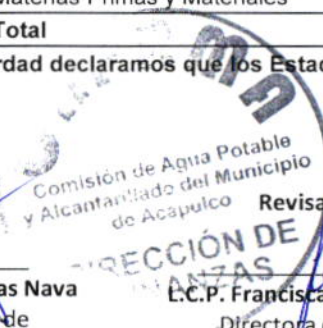 Materias Primas y Materiales
Total
rdad declaramos que los Estad
Comisión de Agua Potable
y Alcantarillado del Municipio
de Acapulco
Revisa
DIRECCIÓN DE
FINANZAS
as Nava
L.C.P. Francisca
de
Directora